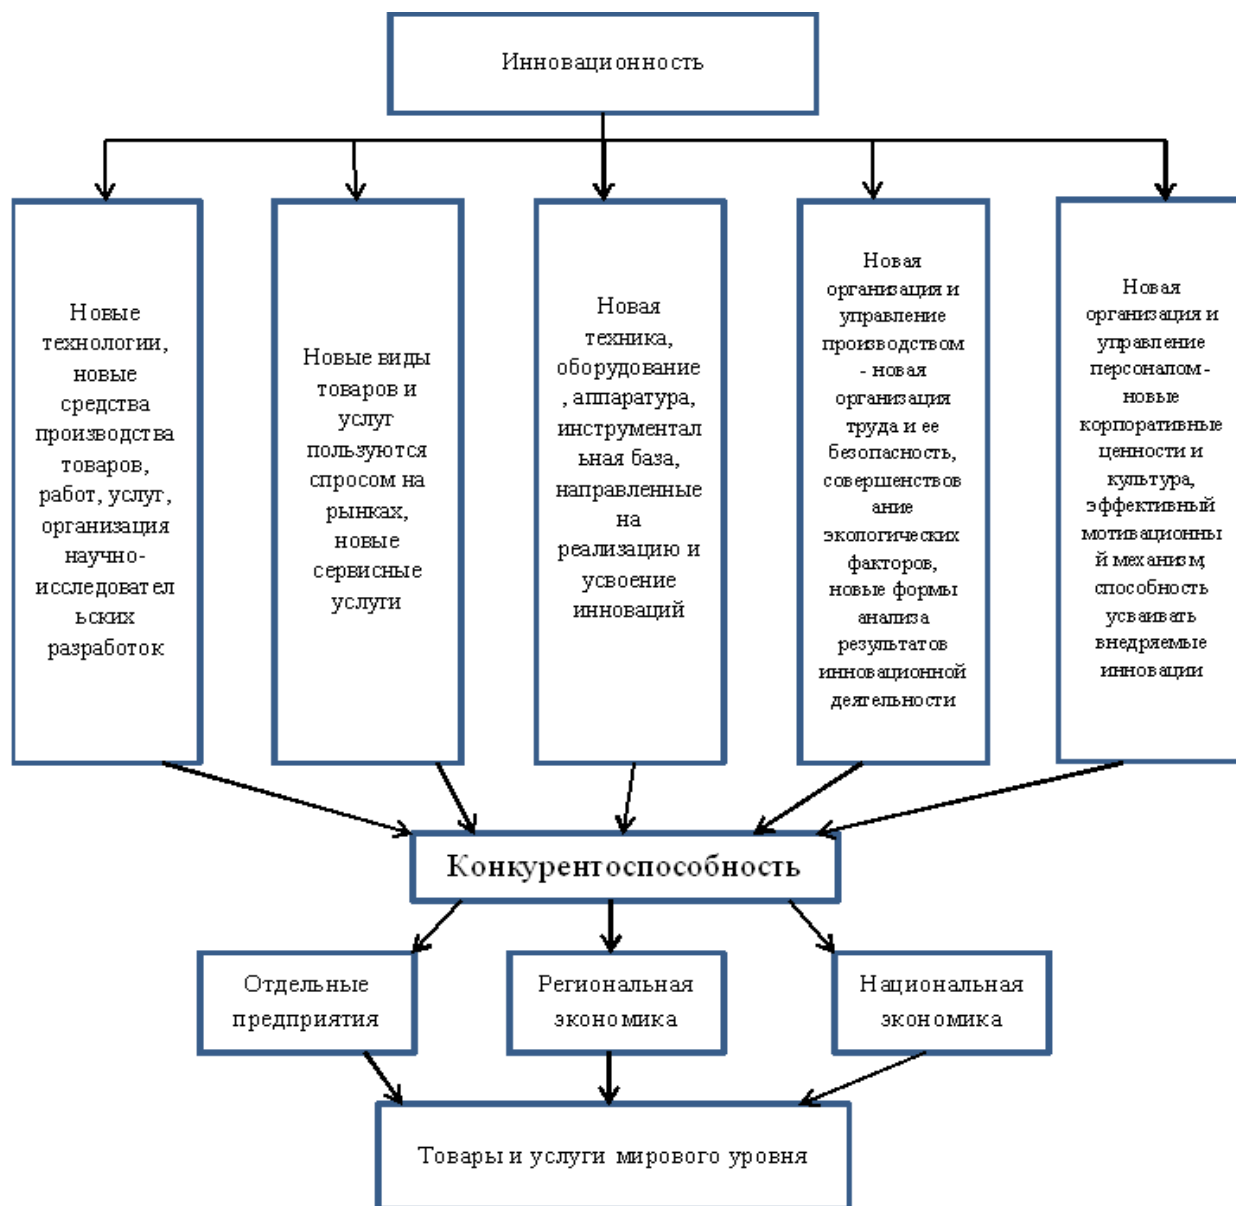 Инновационность
Новые
технологии,
новые
средства
производства
товаров,
работ, услуг,
организация
научно-
исследовател
ьских
разработок
Новые виды
товаров и
услуг
пользуются
спросом на
рынках,
новые
сервисные
услуги
Новая
техника,
оборудование
, аппаратура,
инструментал
ьная база,
направленные
на
реализацию и
усвоение
инноваций
Новая
организация и
управление
производством
- новая
организация
труда и ее
безопасность,
совершенствов
ание
экологических
факторов,
новые формы
анализа
результатов
инновационной
деятельности
Новая
организация и
управление
персоналом-
новые
корпоративные
ценности и
культура,
эффективный
мотивационны
й механизм,
способность
усваивать
внедряемые
инновации
Конкурентоспособность
Отдельные
предприятия
Региональная
экономика
Национальная
экономика
Товары и услуги мирового уровня